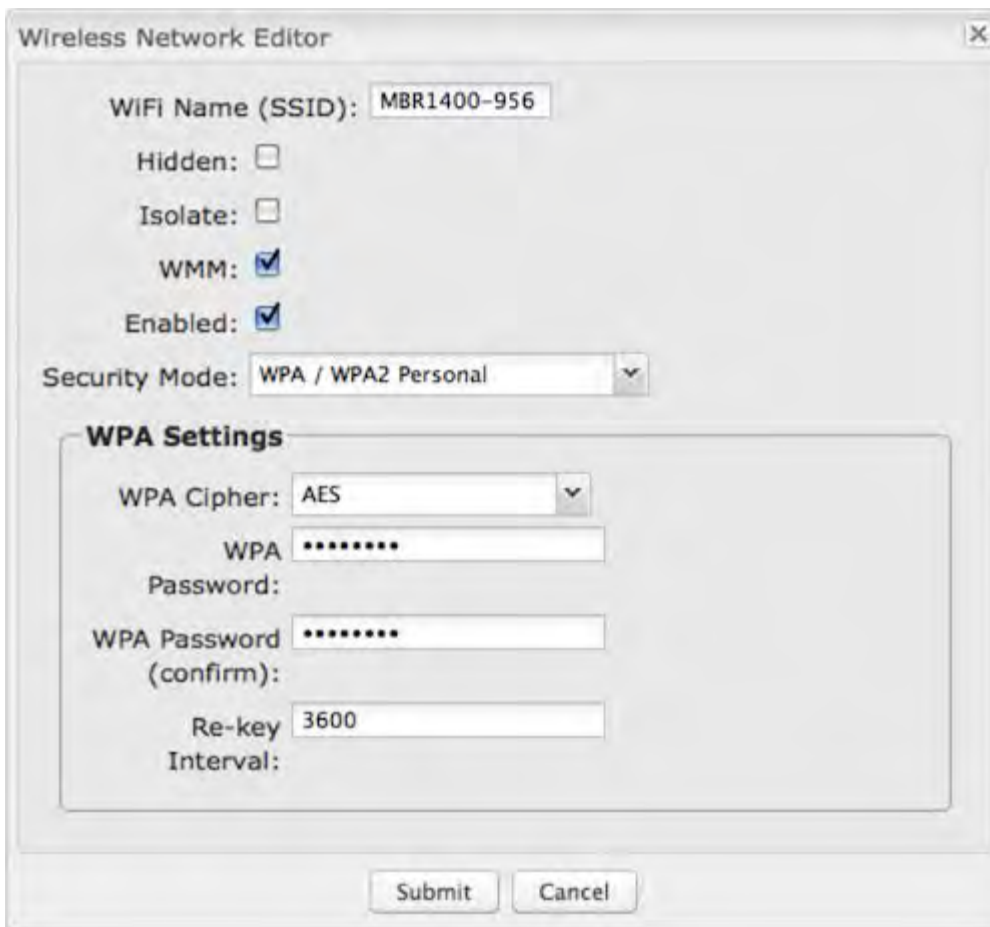 Wireless Network Editor
WiFi Name (SSID): MBR1400-956
Hidden:
Isolate:
WMM:
Enabled:
Security Mode: WPA / WPA2 Personal
WPA Settings
WPA Cipher: AES
WPA ••••••••
Password:
WPA Password ••••••••
(confirm):
Re-key 3600
Interval:
Submit Cancel